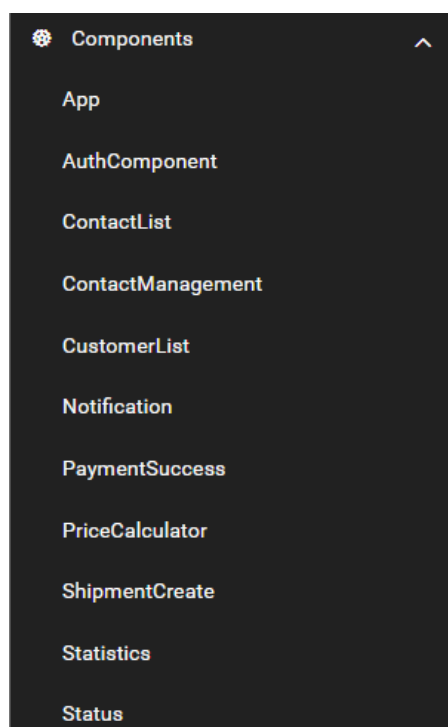 Components
App
AuthComponent
ContactList
ContactManagement
CustomerList
Notification
PaymentSuccess
PriceCalculator
ShipmentCreate
Statistics
Status